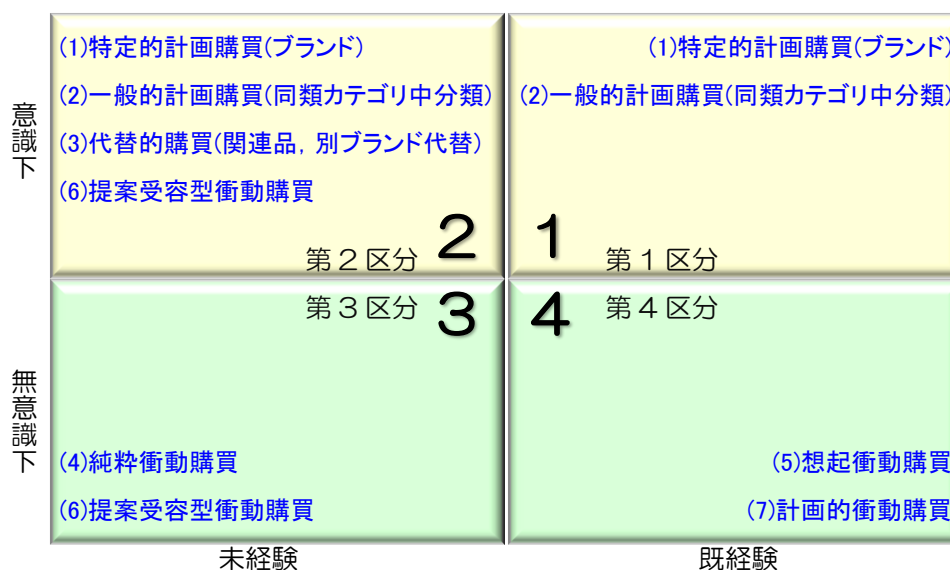 (1)特定的計画購買(ブランド)
(2)一般的計画購買(同類カテゴリ中分類)
(3)代替的購買(関連品, 別ブランド代替)
(6)提案受容型衝動購買
第2区分
2
(1)特定的計画購買(ブランド)
(2)一般的計画購買(同類カテゴリ中分類)
1
第1区分
意識下
第3区分
3
(4)純粋衝動購買
(6)提案受容型衝動購買
4
第4区分
(5)想起衝動購買
(7)計画的衝動購買
無意識下
未経験
既経験